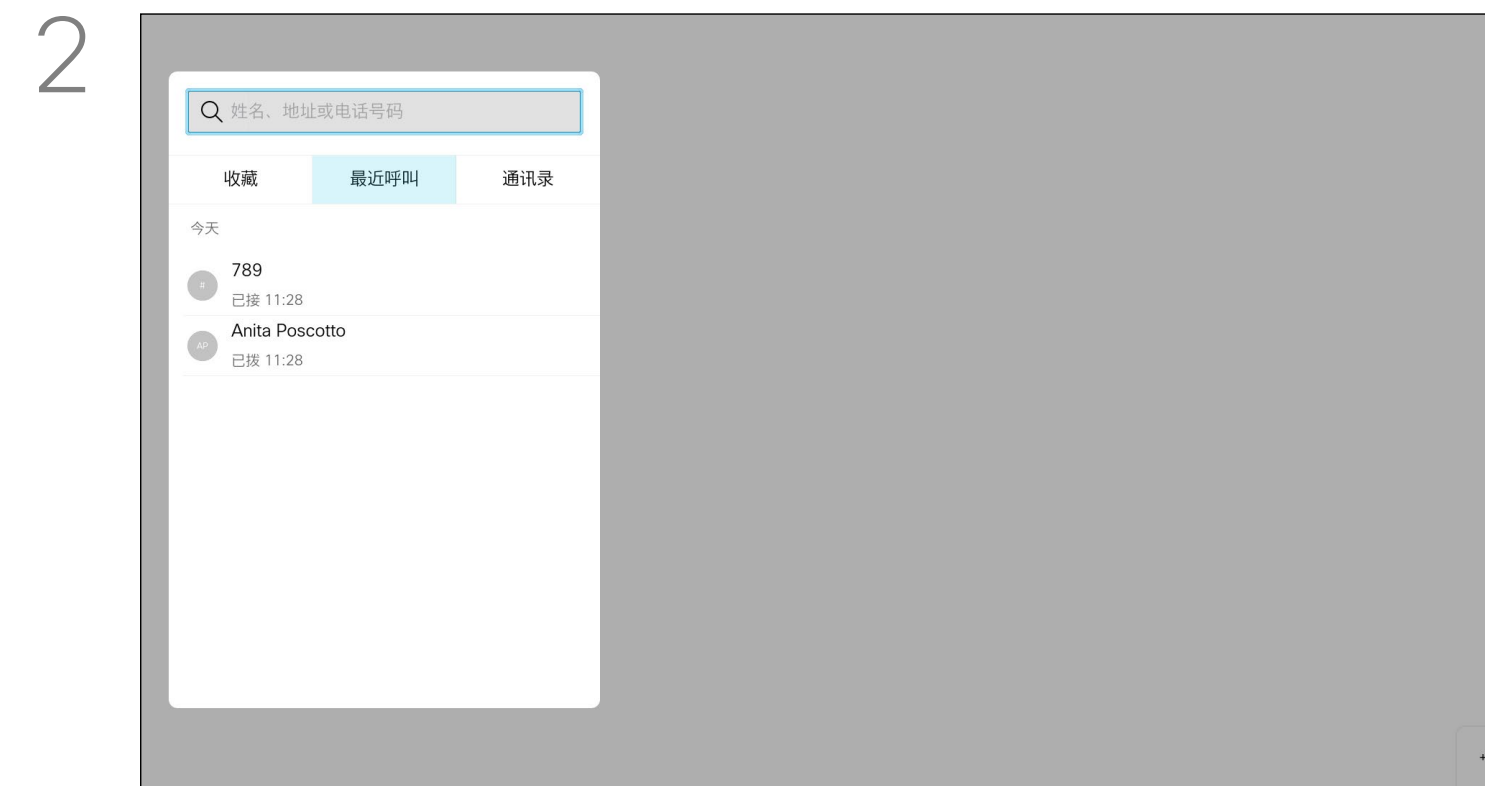 2
姓名、地址或电话号码
收藏 最近呼叫 通讯录
今天
#
789
已接 11:28
AP
Anita Poscotto
已拨 11:28
+